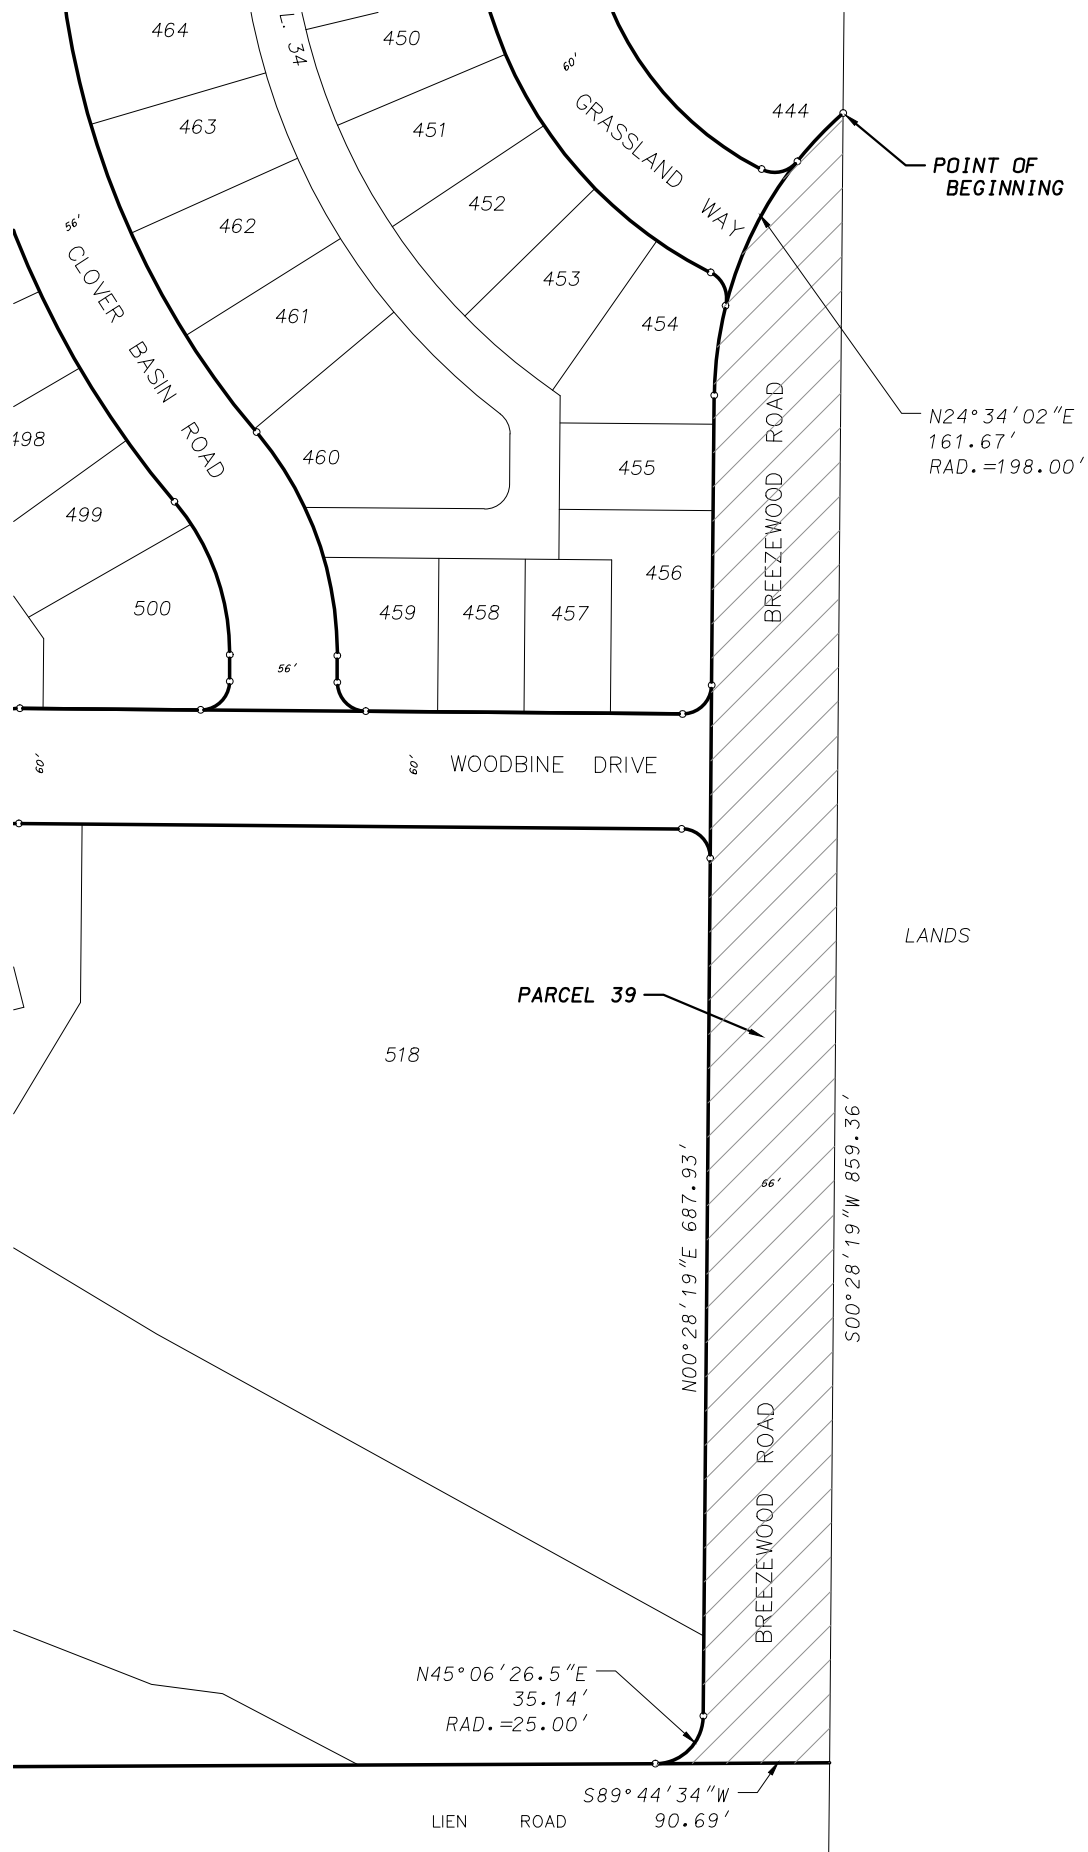 464
L. 34
450
60'
444
463
451
GRASSLAND WAY
POINT OF
BEGINNING
452
462
56'
CLOVER BASIN ROAD
453
461
454
N24°34'02"E
161.67'
RAD.=198.00'
BREEZEWOOD ROAD
498
460
455
499
456
500
459
458
457
56'
60'
60'
WOODBINE DRIVE
LANDS
PARCEL 39
518
N00°28'19"E 687.93'
66'
S00°28'19"W 859.36'
BREEZEWOOD ROAD
N45°06'26.5"E
35.14'
RAD.=25.00'
S89°44'34"W
90.69'
LIEN ROAD